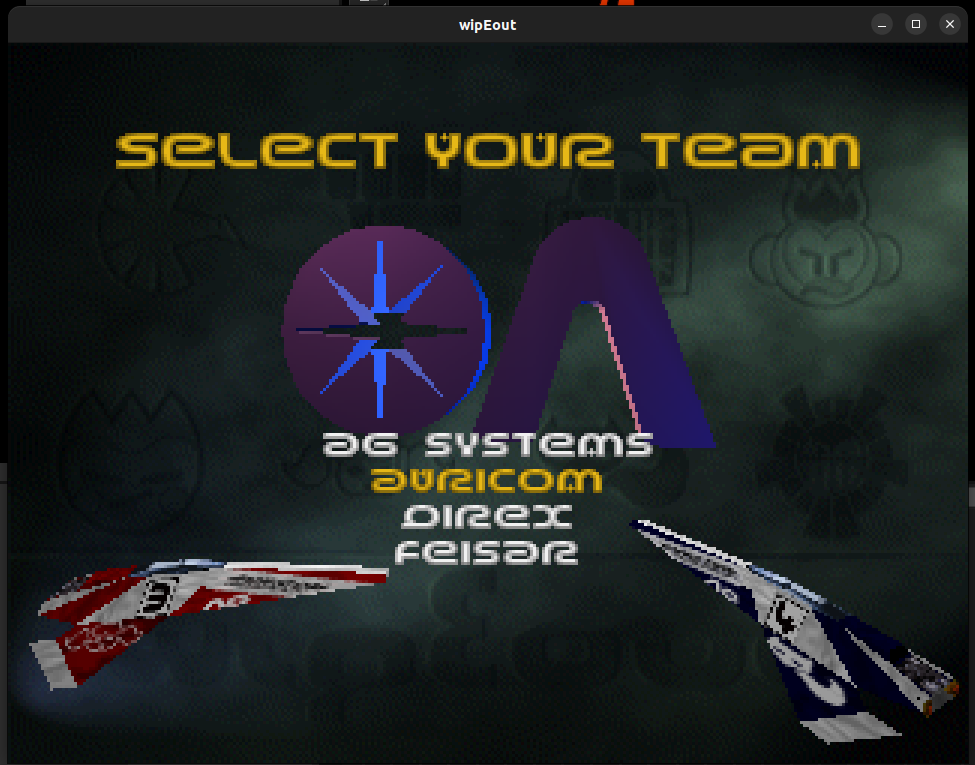 wipEout
SELECT YOUR TEAM
AG SYSTEMS
AURICOM
QIREX
FEISAR